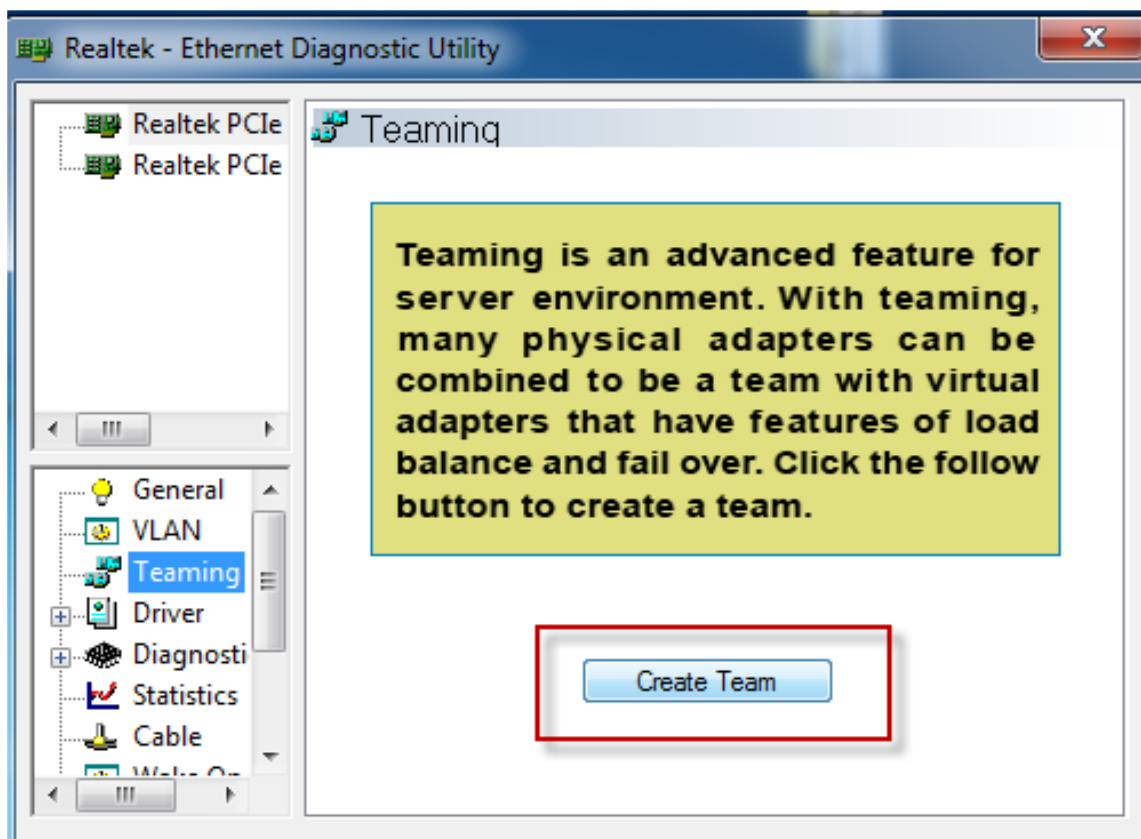 Realtek - Ethernet Diagnostic Utility
Realtek PCIe
Realtek PCIe
General
VLAN
Teaming
Driver
Diagnosti
Statistics
Cable
Wake On
Teaming
Teaming is an advanced feature for
server environment. With teaming,
many physical adapters can be
combined to be a team with virtual
adapters that have features of load
balance and fail over. Click the follow
button to create a team.
Create Team